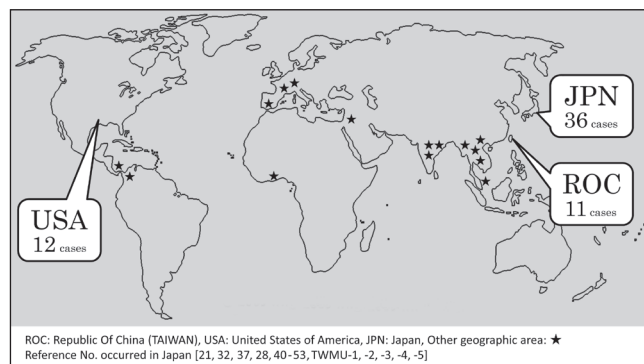 JPN
36 cases
ROC
11 cases
USA
12 cases
ROC: Republic Of China (TAIWAN), USA: United States of America, JPN: Japan, Other geographic area: ★
Reference No. occurred in Japan [21, 32, 37, 28, 40-53, TWMU-1, -2, -3, -4, -5]